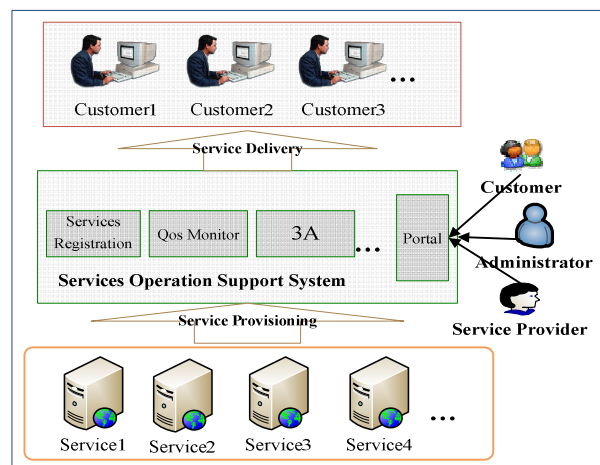 Customer1 Customer2 Customer3 ...
Service Delivery
Customer
Services
Registration
Qos Monitor
3A
...
Portal
Administrator
Services Operation Support System
Service Provisioning
Service Provider
Service1 Service2 Service3 Service4 ...